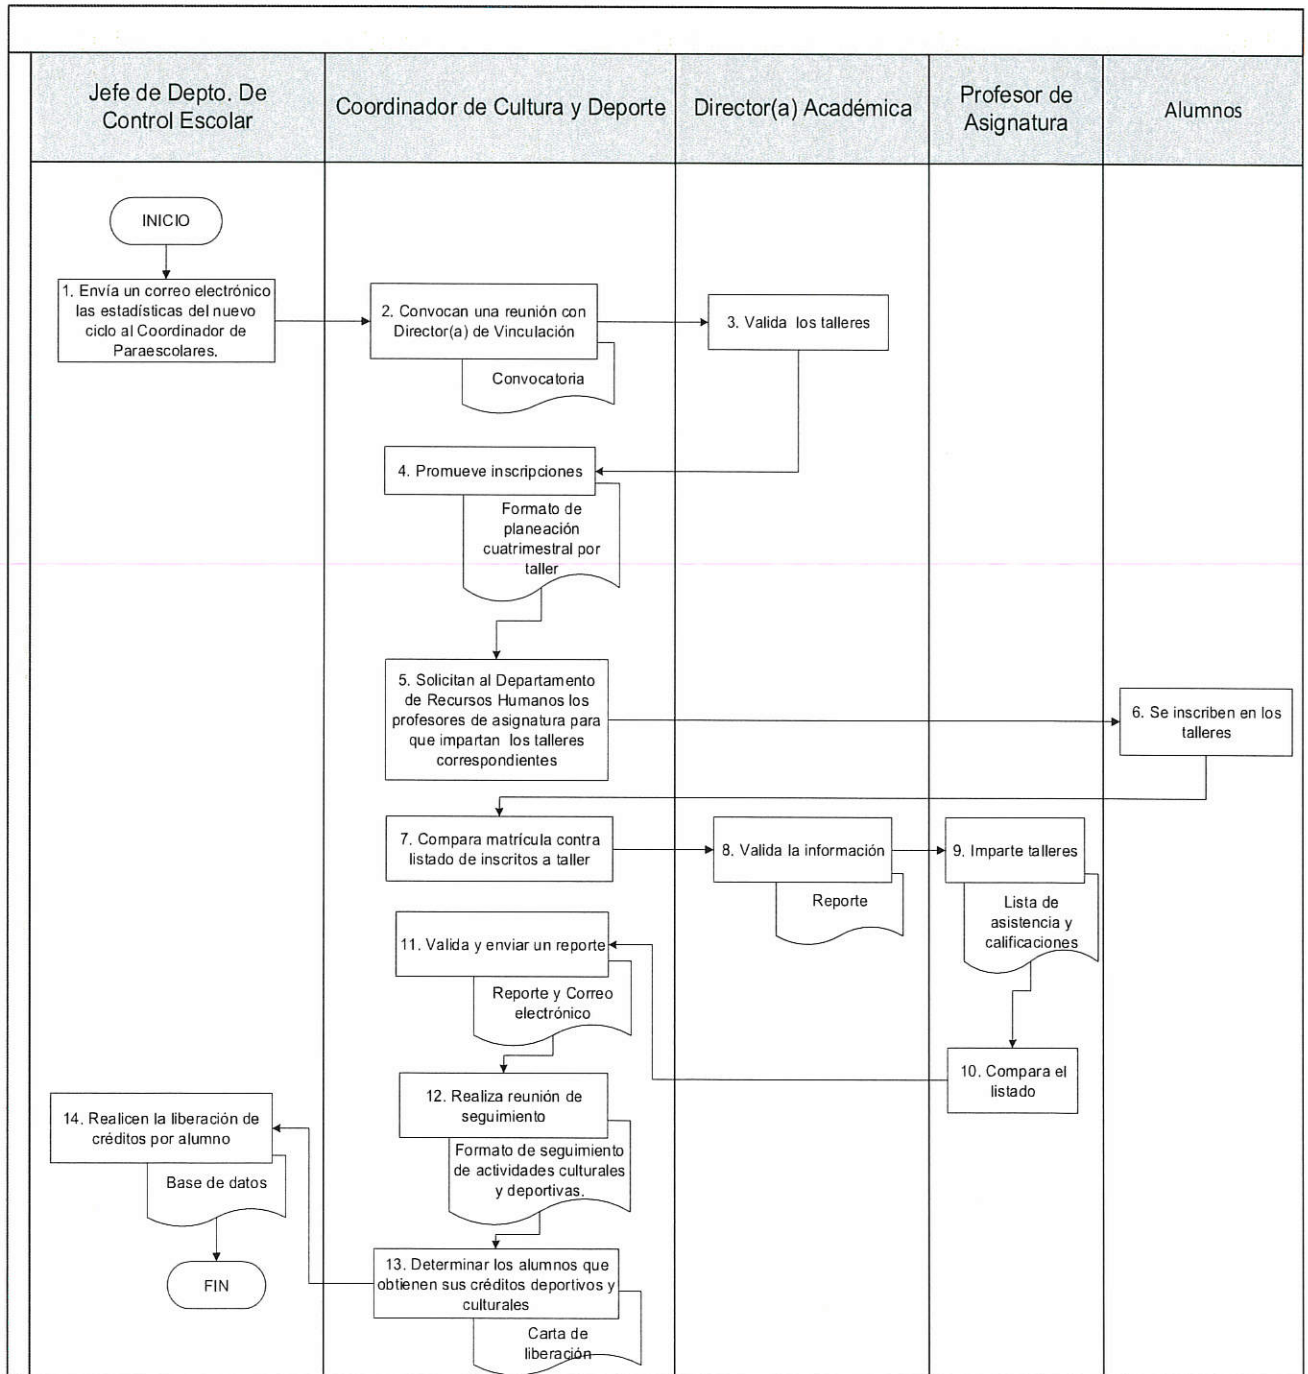 Jefe de Depto. De
Control Escolar
Coordinador de Cultura y Deporte
Director(a) Académica
Profesor de
Asignatura
Alumnos
INICIO
1. Envía un correo electrónico
las estadísticas del nuevo
ciclo al Coordinador de
Paraescolares.
2. Convocan una reunión con
Director(a) de Vinculación
Convocatoria
3. Valida los talleres
4. Promueve inscripciones
Formato de
planeación
cuatrimestral por
taller
5. Solicitan al Departamento
de Recursos Humanos los
profesores de asignatura para
que impartan los talleres
correspondientes
6. Se inscriben en los
talleres
7. Compara matrícula contra
listado de inscritos a taller
8. Valida la información
Reporte
9. Imparte talleres
Lista de
asistencia y
calificaciones
10. Compara el
listado
11. Valida y enviar un reporte
Reporte y Correo
electrónico
12. Realiza reunión de
seguimiento
Formato de seguimiento
de actividades culturales
y deportivas.
13. Determinar los alumnos que
obtienen sus créditos deportivos y
culturales
Carta de
liberación
14. Realicen la liberación de
créditos por alumno
Base de datos
FIN